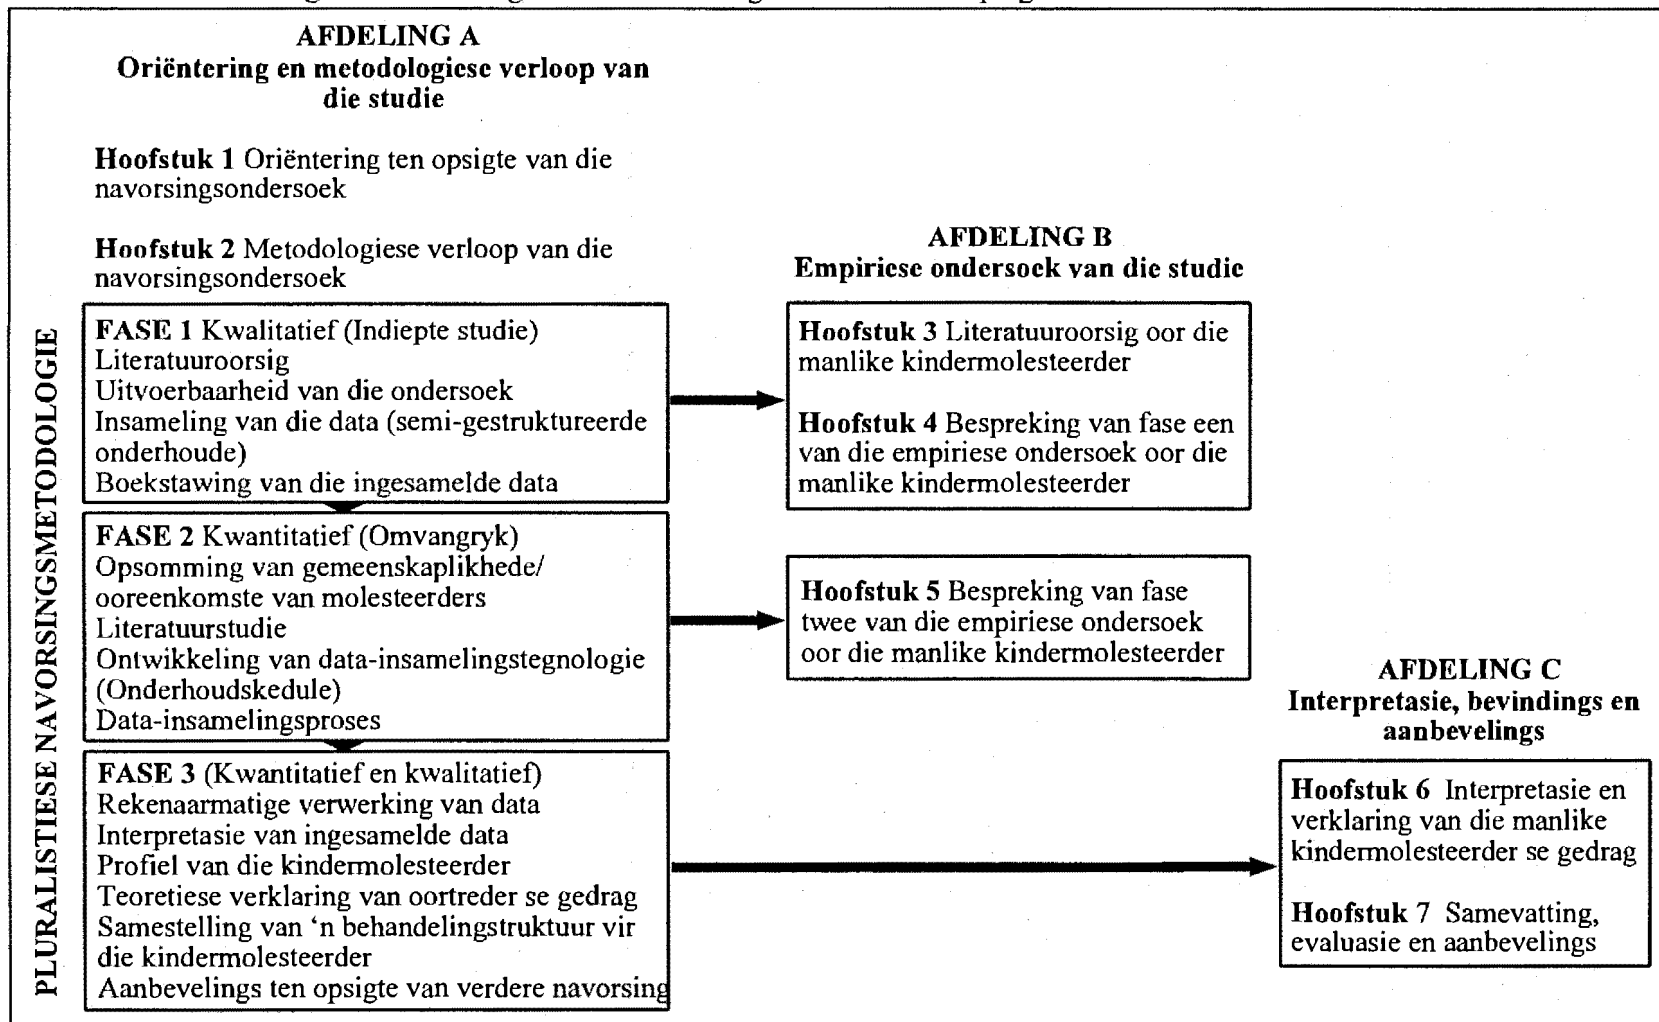 AFDELING A
Oriëntering en metodologiese verloop van
die studie
Hoofstuk 1 Oriëntering ten opsigte van die
navorsingsondersoek
Hoofstuk 2 Metodologiese verloop van die
navorsingsondersoek
PLURALISTIESE NAVORSINGSMETODOLOGIE
FASE 1 Kwalitatief (Indiepte studie)
Literatuuroorsig
Uitvoerbaarheid van die ondersoek
Insameling van die data (semi-gestruktureerde
onderhoude)
Boekstawing van die ingesamelde data
FASE 2 Kwantitatief (Omvangryk)
Opsomming van gemeenskaplikhede/
ooreenkomste van molesteerders
Literatuurstudie
Ontwikkeling van data-insamelingstegnologie
(Onderhoudskedule)
Data-insamelingsproses
FASE 3 (Kwantitatief en kwalitatief)
Rekenaarmatige verwerking van data
Interpretasie van ingesamelde data
Profiel van die kindermolesteerder
Teoretiese verklaring van oortreder se gedrag
Samestelling van ‘n behandelingstruktuur vir
die kindermolesteerder
Aanbevelings ten opsigte van verdere navorsing
AFDELING B
Empiriese ondersoek van die studie
Hoofstuk 3 Literatuuroorsig oor die
manlike kindermolesteerder
Hoofstuk 4 Bespreking van fase een
van die empiriese ondersoek oor die
manlike kindermolesteerder
Hoofstuk 5 Bespreking van fase
twee van die empiriese ondersoek
oor die manlike kindermolesteerder
AFDELING C
Interpretasie, bevindings en
aanbevelings
Hoofstuk 6 Interpretasie en
verklaring van die manlike
kindermolesteerder se gedrag
Hoofstuk 7 Samevatting,
evaluasie en aanbevelings